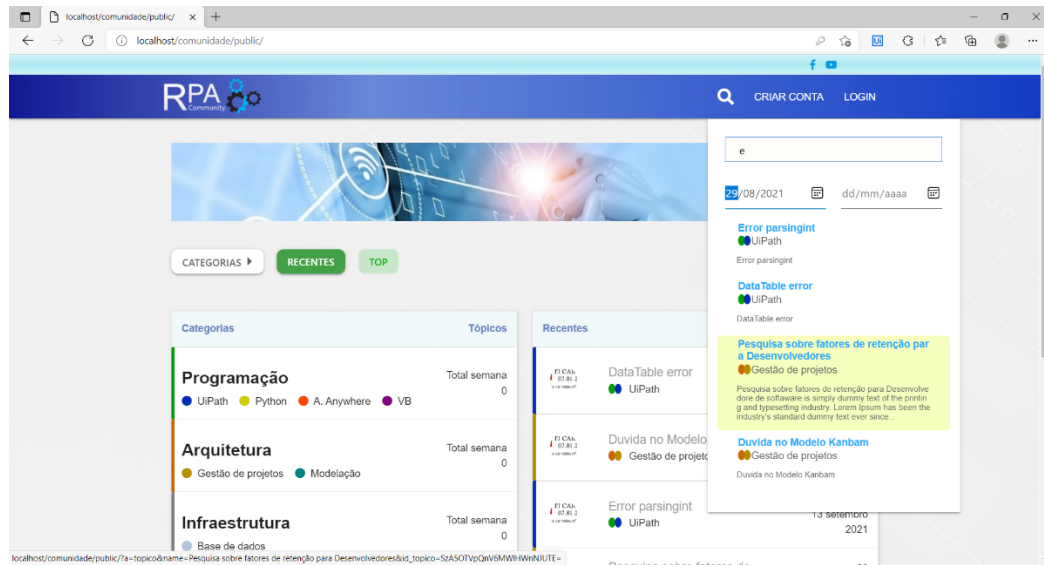 localhost/comunidade/public/
localhost/comunidade/public/
RPA
Community
CRIAR CONTA LOGIN
e
29/08/2021 dd/mm/aaaa
Error parsingint
UiPath
Error parsingint
DataTable error
UiPath
DataTable error
Pesquisa sobre fatores de retenção par
a Desenvolvedores
Gestão de projetos
Pesquisa sobre fatores de retenção para Desenvolve
dore de softaware is simply dummy text of the printin
g and typesetting industry. Lorem Ipsum has been the
industry's standard dummy text ever since...
Duvida no Modelo Kanbam
Gestão de projetos
Duvida no Modelo Kanbam
CATEGORIAS RECENTES TOP
Categorias Tópicos
Programação Total semana
0
UiPath Python A. Anywhere VB
Arquitetura Total semana
0
Gestão de projetos Modelação
Infraestrutura Total semana
0
Base de dados
Recentes
DataTable error
UiPath
Duvida no Modelo
Gestão de projeto
Error parsingint
UiPath
13 setembro
2021
Pesquisa sobre fatores de
localhost/comunidade/public/?a=topico&name=Pesquisa sobre fatores de retenção para Desenvolvedores&id_topico=